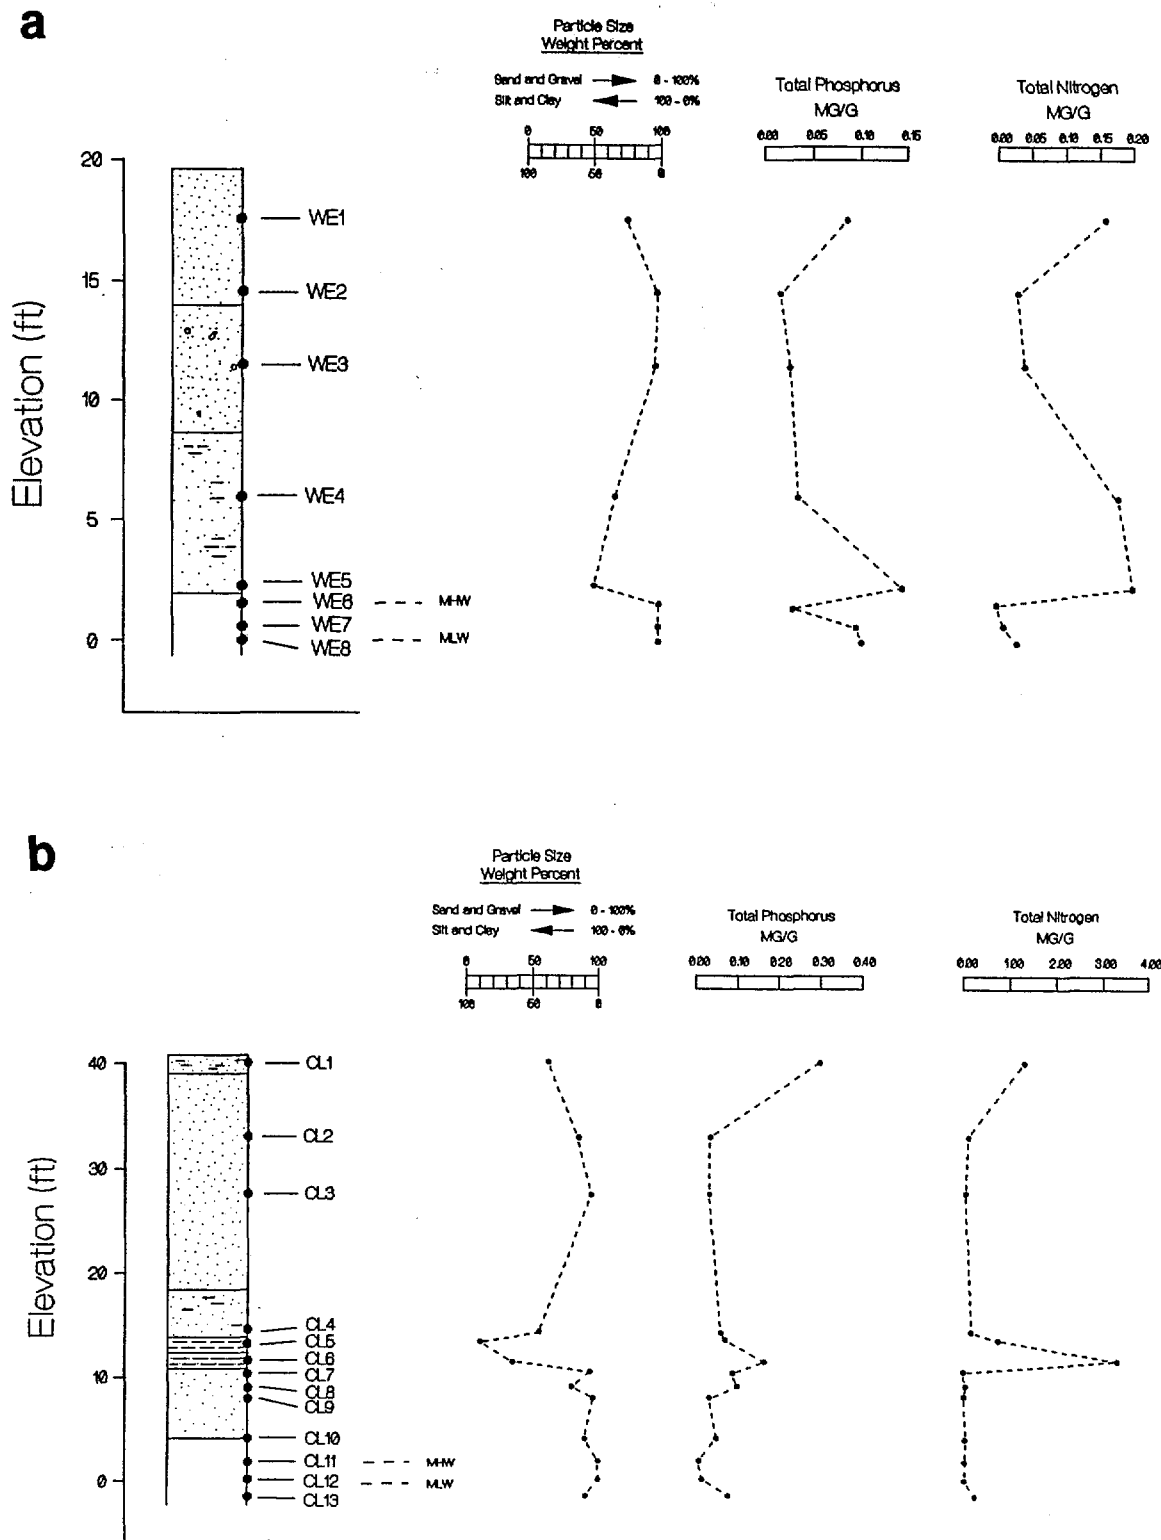 a
Particle Size
Weight Percent
Sand and Gravel 0 - 100%
Silt and Clay 100 - 0%
0 50 100
100 50 0
Total Phosphorus
MG/G
0.00 0.05 0.10 0.15
Total Nitrogen
MG/G
0.00 0.05 0.10 0.15 0.20
Elevation (ft)
20
15
10
5
0
WE1
WE2
WE3
WE4
WE5
WE6 MHW
WE7
WE8 MLW
b
Particle Size
Weight Percent
Sand and Gravel 0 - 100%
Silt and Clay 100 - 0%
0 50 100
100 50 0
Total Phosphorus
MG/G
0.00 0.10 0.20 0.30 0.40
Total Nitrogen
MG/G
0.00 1.00 2.00 3.00 4.00
Elevation (ft)
40
30
20
10
0
CL1
CL2
CL3
CL4
CL5
CL6
CL7
CL8
CL9
CL10
CL11 MHW
CL12 MLW
CL13